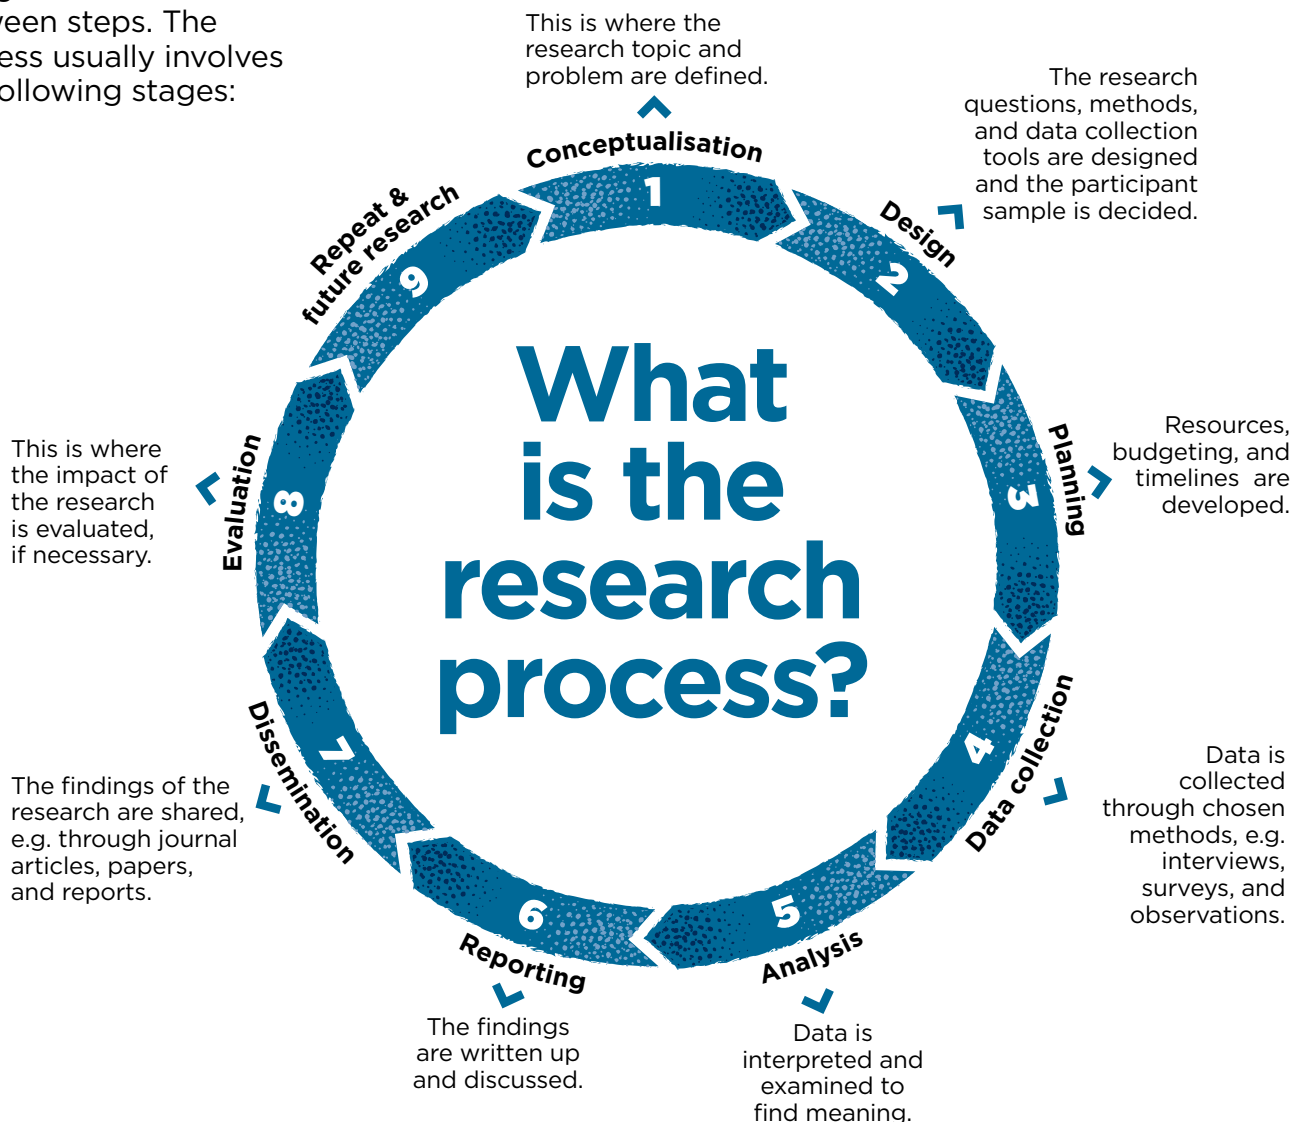 ween steps. The
ess usually involves
ollowing stages:
This is where the
research topic and
problem are defined.
Conceptualisation
1
The research
questions, methods,
and data collection
tools are designed
and the participant
sample is decided.
Design
2
Resources,
budgeting, and
timelines are
developed.
Planning
3
Data is
collected
through chosen
methods, e.g.
interviews,
surveys, and
observations.
Data collection
4
Data is
interpreted and
examined to
find meaning.
Analysis
5
The findings
are written up
and discussed.
Reporting
6
The findings of the
research are shared,
e.g. through journal
articles, papers,
and reports.
Dissemination
7
This is where
the impact of
the research
is evaluated,
if necessary.
Evaluation
8
Repeat &
future research
9
What
is the
research
process?